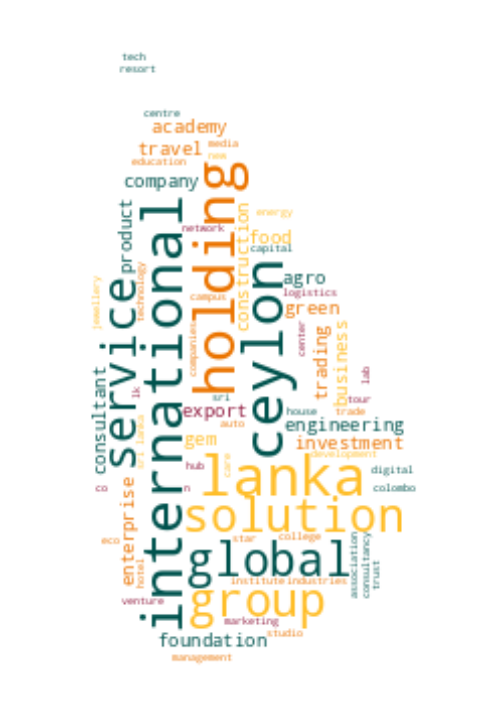 tech
resort
centre
academy
media
travel
new
education
company
holding
international
product
network
construction
energy
food
capital
ceylon
agro
logistics
green
service
technology
jewellery
campus
companies
center
trading
business
lab
tour
trade
house
sri
lk
export
auto
engineering
consultant
gem
sri lanka
investment
development
hub
care
lanka
digital
co
n
colombo
solution
enterprise
eco
star
college
hotel
global
association
consultancy
trust
institute
industries
group
venture
marketing
studio
foundation
management